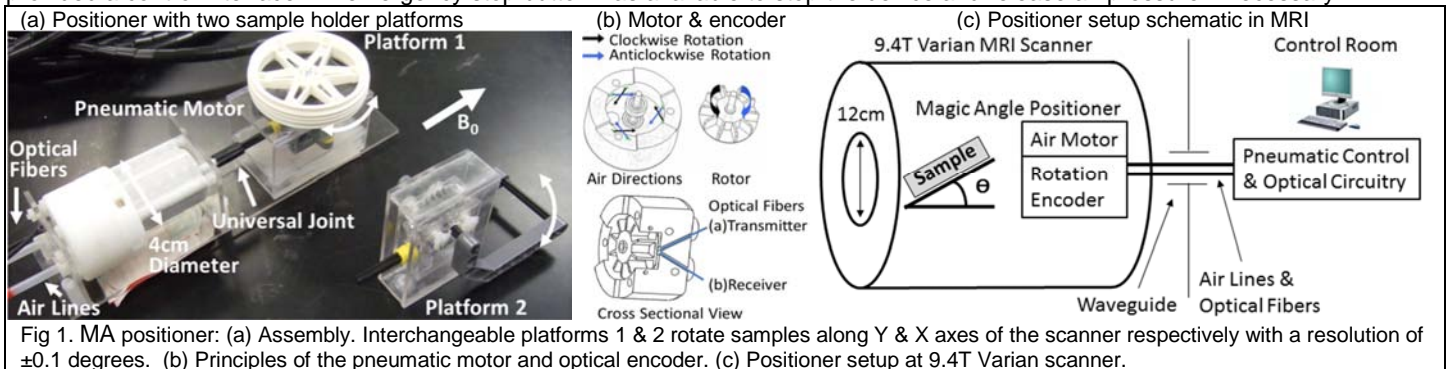 (a) Positioner with two sample holder platforms
(b) Motor & encoder
(c) Positioner setup schematic in MRI
Platform 1
Pneumatic Motor
B0
Optical
Fibers
Universal Joint
4cm
Diameter
Air Lines
Platform 2
Clockwise Rotation
Anticlockwise Rotation
Air Directions
Rotor
Optical Fibers
(a)Transmitter
(b)Receiver
Cross Sectional View
9.4T Varian MRI Scanner
Control Room
12cm
Magic Angle Positioner
Sample
Θ
Air Motor
Rotation
Encoder
Pneumatic Control
& Optical Circuitry
Waveguide
Air Lines &
Optical Fibers
Fig 1. MA positioner: (a) Assembly. Interchangeable platforms 1 & 2 rotate samples along Y & X axes of the scanner respectively with a resolution of
±0.1 degrees. (b) Principles of the pneumatic motor and optical encoder. (c) Positioner setup at 9.4T Varian scanner.